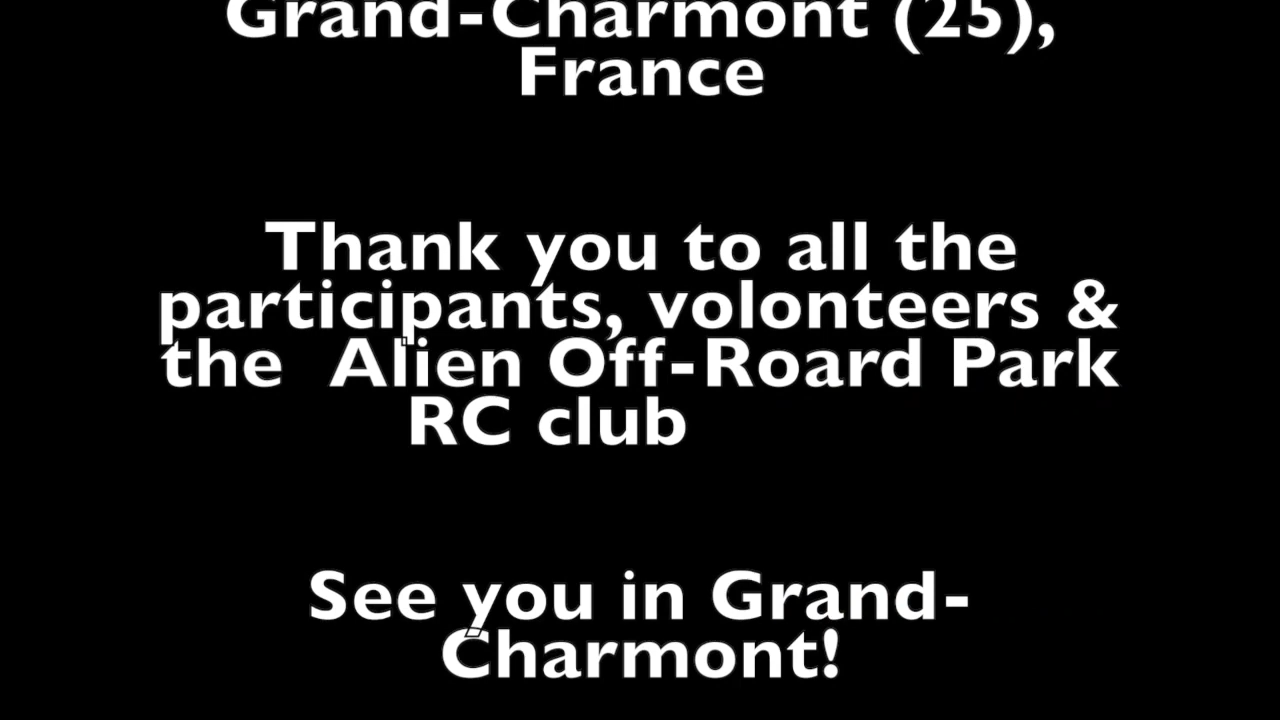 Grand-Charmont (25),
France
Thank you to all the
participants, volonteers &
the  Alien Off-Roard Park
RC club
See you in Grand-
Charmont!